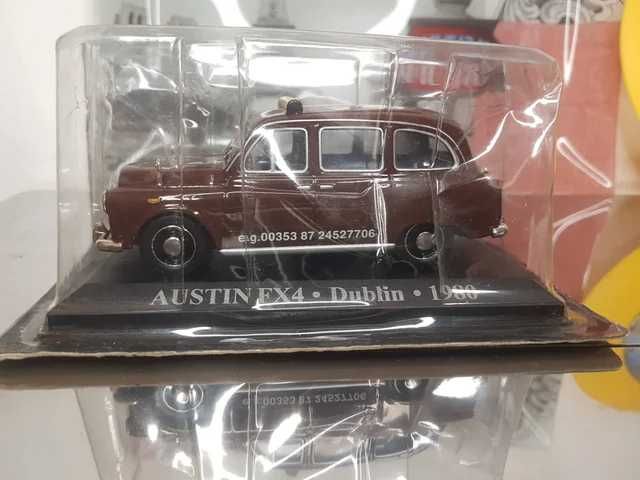 e.g.00353 87 24527706
AUSTIN FX4 • Dublin • 1980